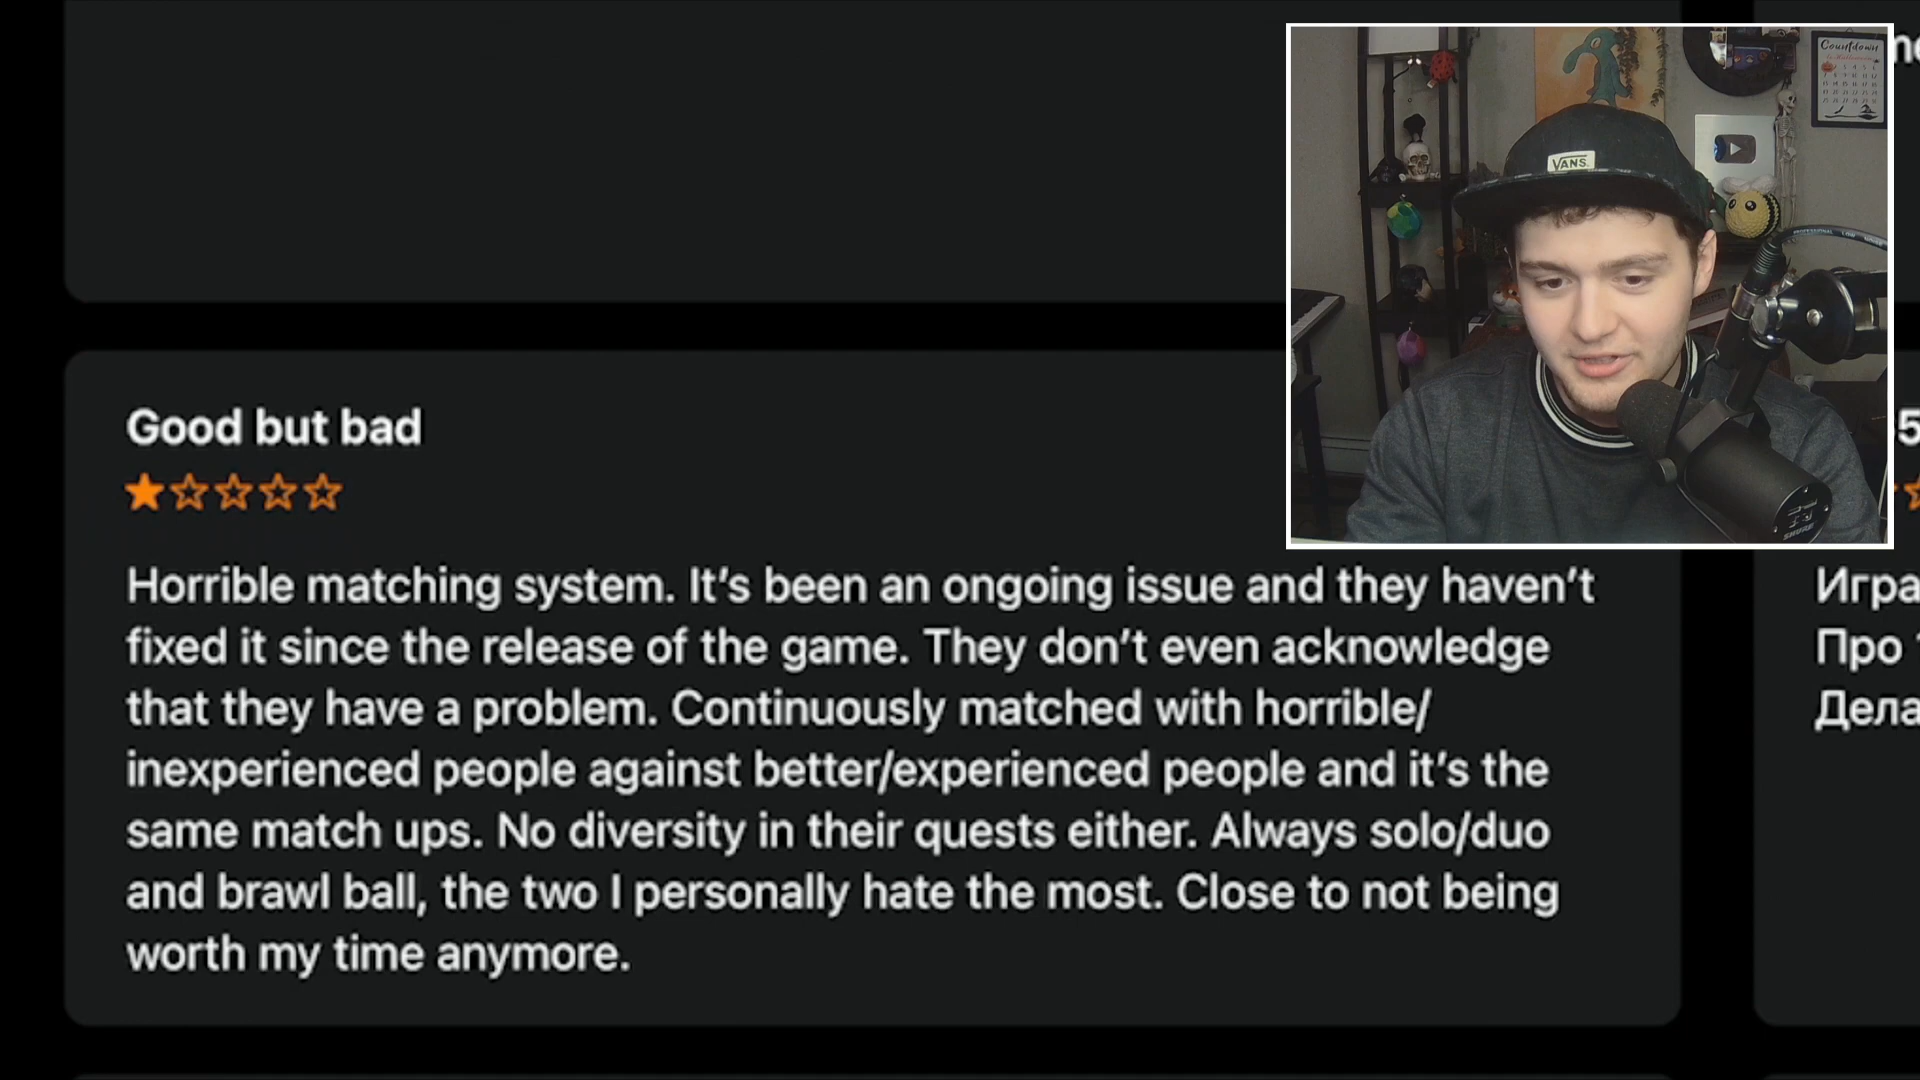 Countdown
VANS
Good but bad
Horrible matching system. It's been an ongoing issue and they haven't
fixed it since the release of the game. They don't even acknowledge
that they have a problem. Continuously matched with horrible/
inexperienced people against better/experienced people and it's the
same match ups. No diversity in their quests either. Always solo/duo
and brawl ball, the two I personally hate the most. Close to not being
worth my time anymore.
5
Игра
Про
Дела
SHURE